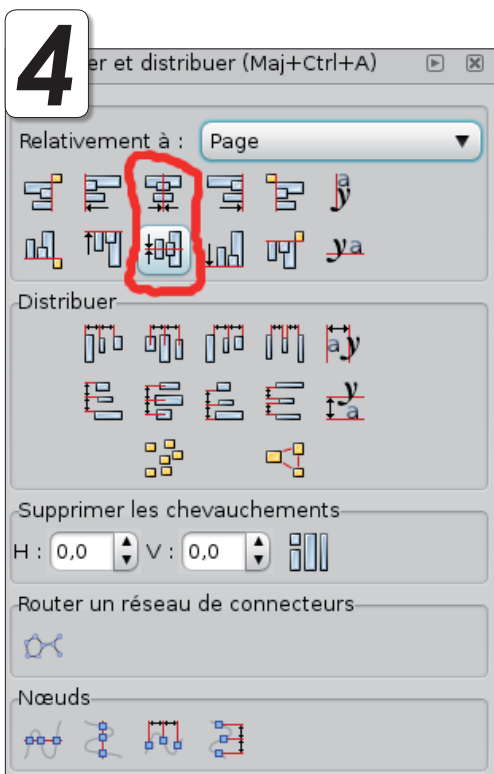 4
er et distribuer (Maj+Ctrl+A)
Relativement à : Page
Distribuer
Supprimer les chevauchements
H : 0,0 V : 0,0
Router un réseau de connecteurs
Nœuds